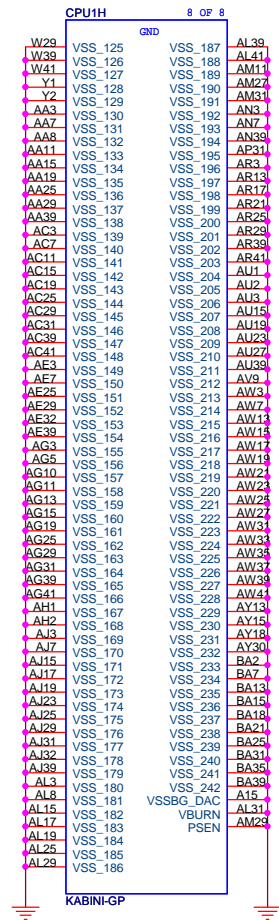 CPU1H 8 OF 8
GND
W29 VSS_125 VSS_187 AL39
W39 VSS_126 VSS_188 AL41
W41 VSS_127 VSS_189 AM11
Y1 VSS_128 VSS_190 AM27
Y2 VSS_129 VSS_191 AM31
AA3 VSS_130 VSS_192 AN3
AA7 VSS_131 VSS_193 AN7
AA8 VSS_132 VSS_194 AN39
AA11 VSS_133 VSS_195 AP31
AA15 VSS_134 VSS_196 AR3
AA19 VSS_135 VSS_197 AR13
AA25 VSS_136 VSS_198 AR17
AA29 VSS_137 VSS_199 AR21
AA39 VSS_138 VSS_200 AR25
AC3 VSS_139 VSS_201 AR29
AC7 VSS_140 VSS_202 AR39
AC11 VSS_141 VSS_203 AR41
AC15 VSS_142 VSS_204 AU1
AC19 VSS_143 VSS_205 AU2
AC25 VSS_144 VSS_206 AU3
AC29 VSS_145 VSS_207 AU15
AC31 VSS_146 VSS_208 AU19
AC39 VSS_147 VSS_209 AU23
AC41 VSS_148 VSS_210 AU27
AE3 VSS_149 VSS_211 AU39
AE7 VSS_150 VSS_212 AV9
AE25 VSS_151 VSS_213 AW3
AE29 VSS_152 VSS_214 AW7
AE32 VSS_153 VSS_215 AW13
AE39 VSS_154 VSS_216 AW15
AG3 VSS_155 VSS_217 AW17
AG5 VSS_156 VSS_218 AW19
AG10 VSS_157 VSS_219 AW21
AG11 VSS_158 VSS_220 AW23
AG13 VSS_159 VSS_221 AW25
AG15 VSS_160 VSS_222 AW27
AG19 VSS_161 VSS_223 AW31
AG25 VSS_162 VSS_224 AW33
AG29 VSS_163 VSS_225 AW35
AG31 VSS_164 VSS_226 AW37
AG39 VSS_165 VSS_227 AW39
AG41 VSS_166 VSS_228 AW41
AH1 VSS_167 VSS_229 AY13
AH2 VSS_168 VSS_230 AY15
AJ3 VSS_169 VSS_231 AY18
AJ7 VSS_170 VSS_232 AY30
AJ15 VSS_171 VSS_233 BA2
AJ17 VSS_172 VSS_234 BA7
AJ19 VSS_173 VSS_235 BA13
AJ23 VSS_174 VSS_236 BA15
AJ25 VSS_175 VSS_237 BA18
AJ29 VSS_176 VSS_238 BA21
AJ31 VSS_177 VSS_239 BA25
AJ32 VSS_178 VSS_240 BA31
AJ39 VSS_179 VSS_241 BA35
AL3 VSS_180 VSS_242 BA39
AL8 VSS_181 VSSBG_DAC A15
AL15 VSS_182 VBURN AL31
AL17 VSS_183 PSEN AM29
AL19 VSS_184
AL25 VSS_185
AL29 VSS_186
KABINI-GP